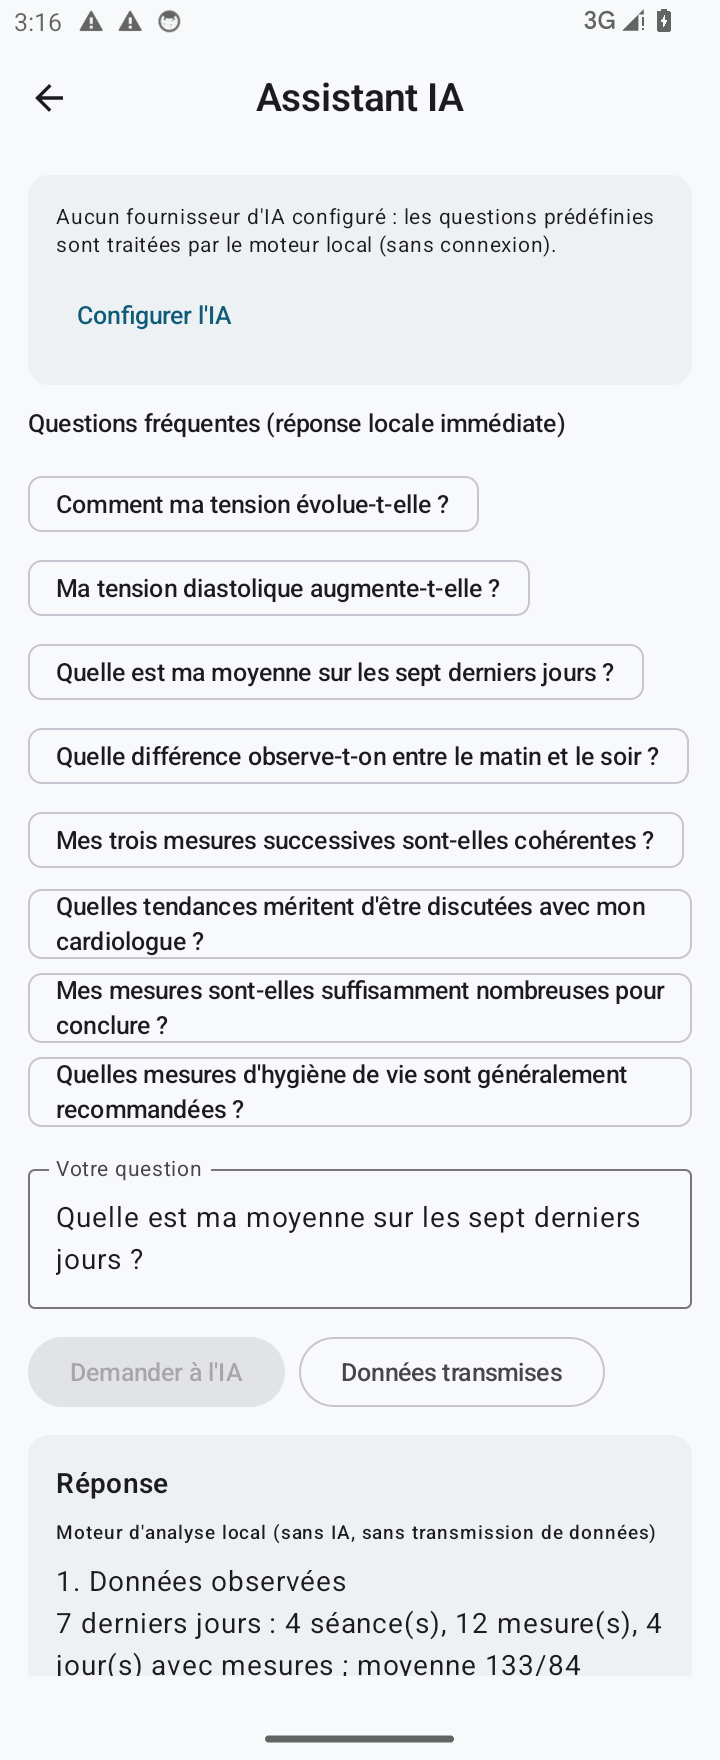 3:16
3G
Assistant IA
Aucun fournisseur d'IA configuré : les questions prédéfinies
sont traitées par le moteur local (sans connexion).
Configurer l'IA
Questions fréquentes (réponse locale immédiate)
Comment ma tension évolue-t-elle ?
Ma tension diastolique augmente-t-elle ?
Quelle est ma moyenne sur les sept derniers jours ?
Quelle différence observe-t-on entre le matin et le soir ?
Mes trois mesures successives sont-elles cohérentes ?
Quelles tendances méritent d'être discutées avec mon
cardiologue ?
Mes mesures sont-elles suffisamment nombreuses pour
conclure ?
Quelles mesures d'hygiène de vie sont généralement
recommandées ?
Votre question
Quelle est ma moyenne sur les sept derniers
jours ?
Demander à l'IA
Données transmises
Réponse
Moteur d'analyse local (sans IA, sans transmission de données)
1. Données observées
7 derniers jours : 4 séance(s), 12 mesure(s), 4
jour(s) avec mesures ; moyenne 133/84